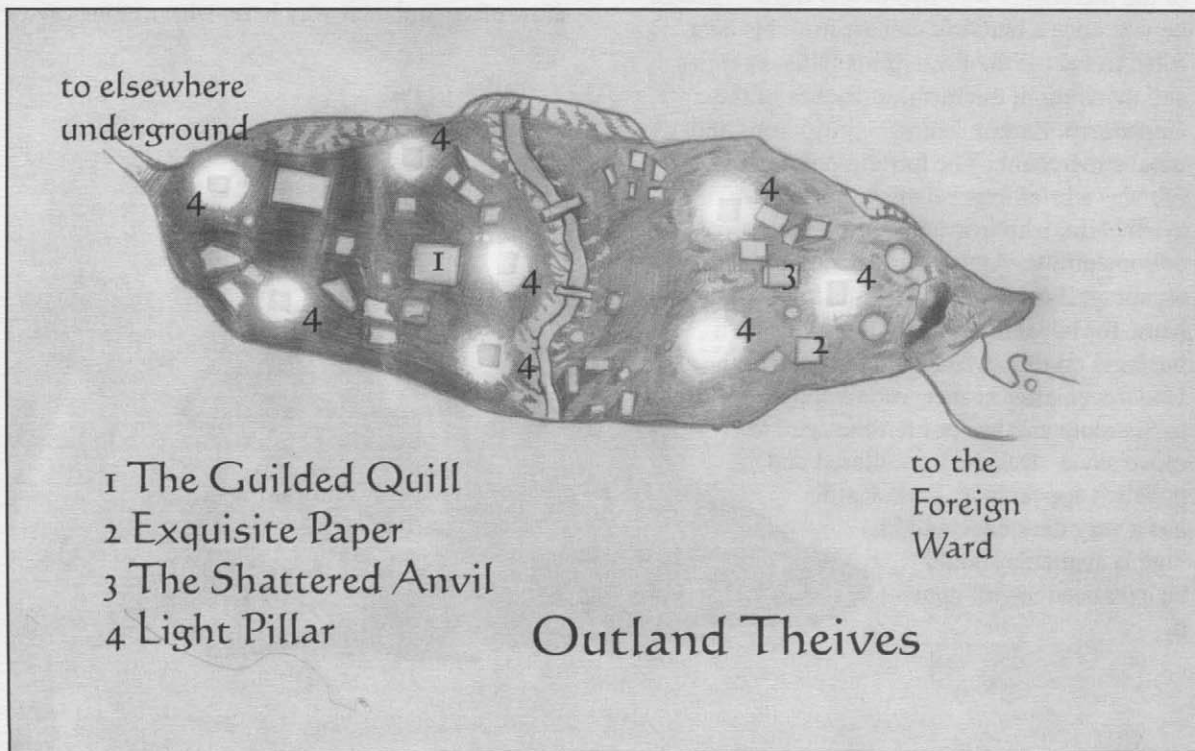 to elsewhere
underground
4
4
4
4
1
4
3
4
4
4
4
2
1 The Guilded Quill
2 Exquisite Paper
3 The Shattered Anvil
4 Light Pillar
to the
Foreign
Ward
Outland Theives